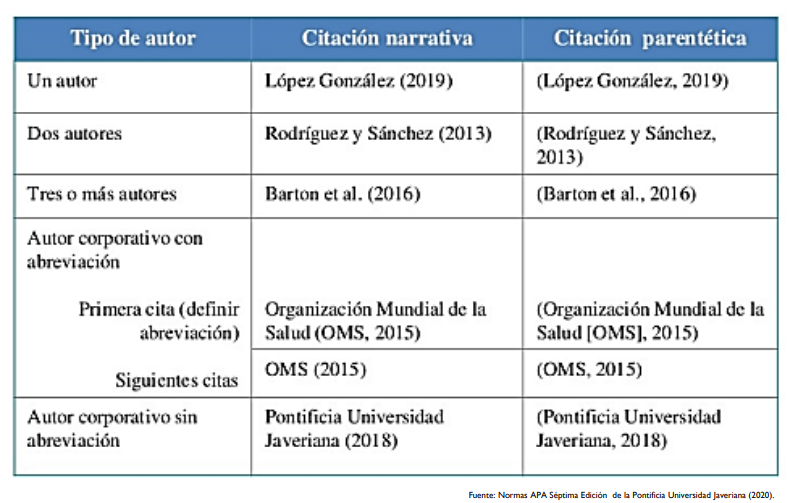 Tipo de autor Citación narrativa Citación parentética
Un autor López González (2019) (López González, 2019)
Dos autores Rodríguez y Sánchez (2013) (Rodríguez y Sánchez,
2013)
Tres o más autores Barton et al. (2016) (Barton et al., 2016)
Autor corporativo con
abreviación
Primera cita (definir Organización Mundial de la (Organización Mundial de la
abreviación) Salud (OMS, 2015) Salud [OMS], 2015)
Siguientes citas OMS (2015) (OMS, 2015)
Autor corporativo sin Pontificia Universidad (Pontificia Universidad
abreviación Javeriana (2018) Javeriana, 2018)
Fuente: Normas APA Séptima Edición de la Pontificia Universidad Javeriana (2020).